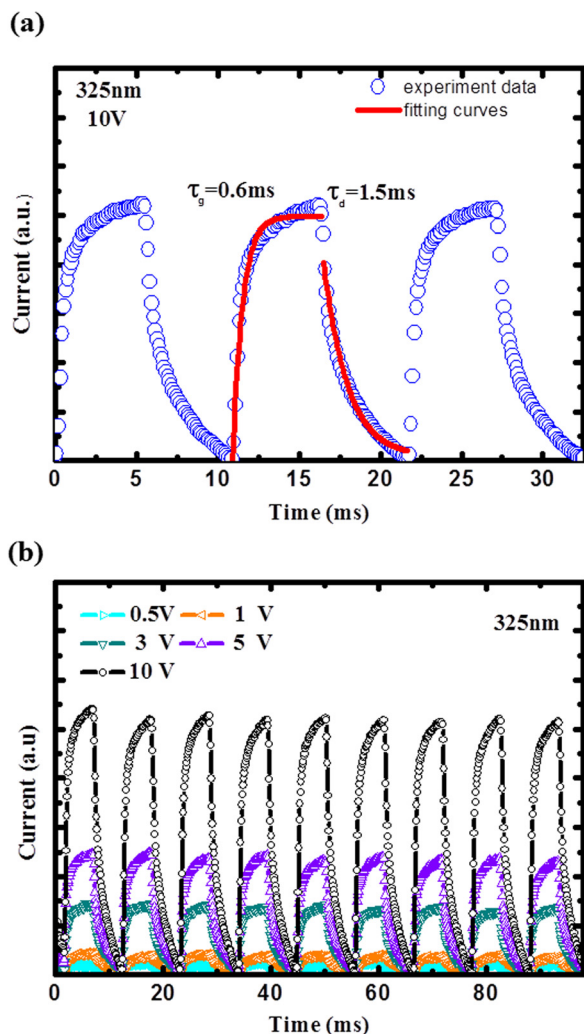 (a)
325nm
10V
experiment data
fitting curves
τg=0.6ms τd=1.5ms
Current (a.u.)
0 5 10 15 20 25 30
Time (ms)
(b)
0.5V 1 V
3 V 5 V
10 V
325nm
Current (a.u)
0 20 40 60 80
Time (ms)